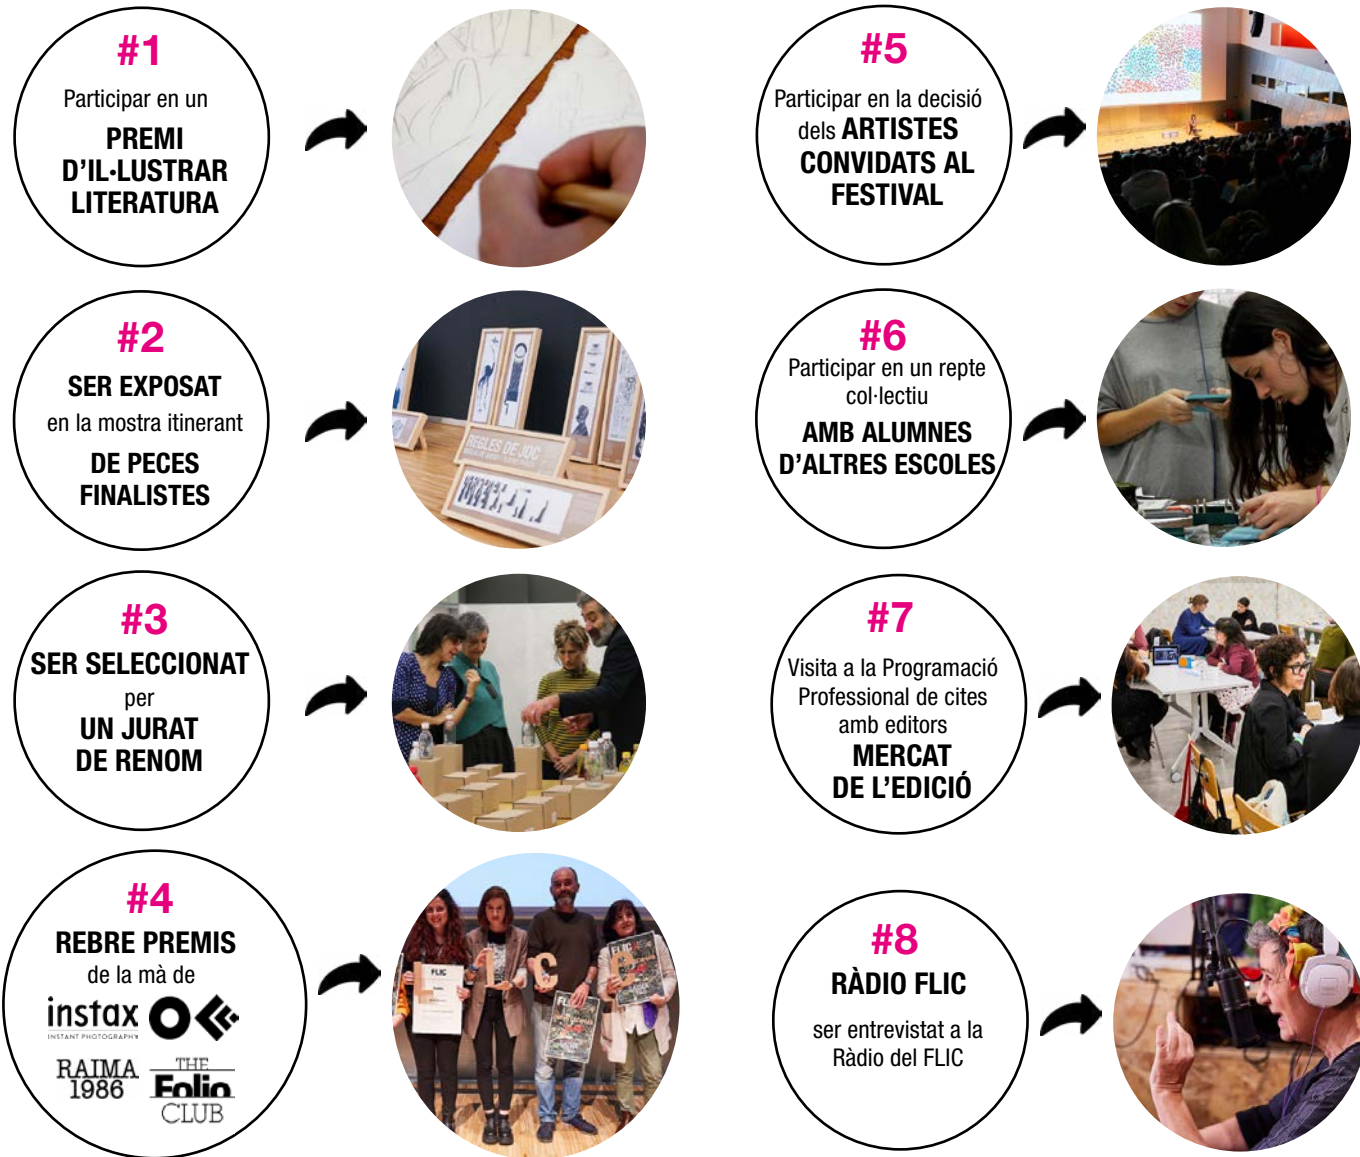 #1
Participar en un
PREMI
D'IL·LUSTRAR
LITERATURA
#2
SER EXPOSAT
en la mostra itinerant
DE PECES
FINALISTES
REGLES DE JOC
#3
SER SELECCIONAT
per
UN JURAT
DE RENOM
#4
REBRE PREMIS
de la mà de
instax
INSTANT PHOTOGRAPHY
RAIMA
1986
THE
Folio
CLUB
FLIC
#5
Participar en la decisió
dels ARTISTES
CONVIDATS AL
FESTIVAL
#6
Participar en un repte
col·lectiu
AMB ALUMNES
D'ALTRES ESCOLES
#7
Visita a la Programació
Professional de cites
amb editors
MERCAT
DE L'EDICIÓ
#8
RÀDIO FLIC
ser entrevistat a la
Ràdio del FLIC